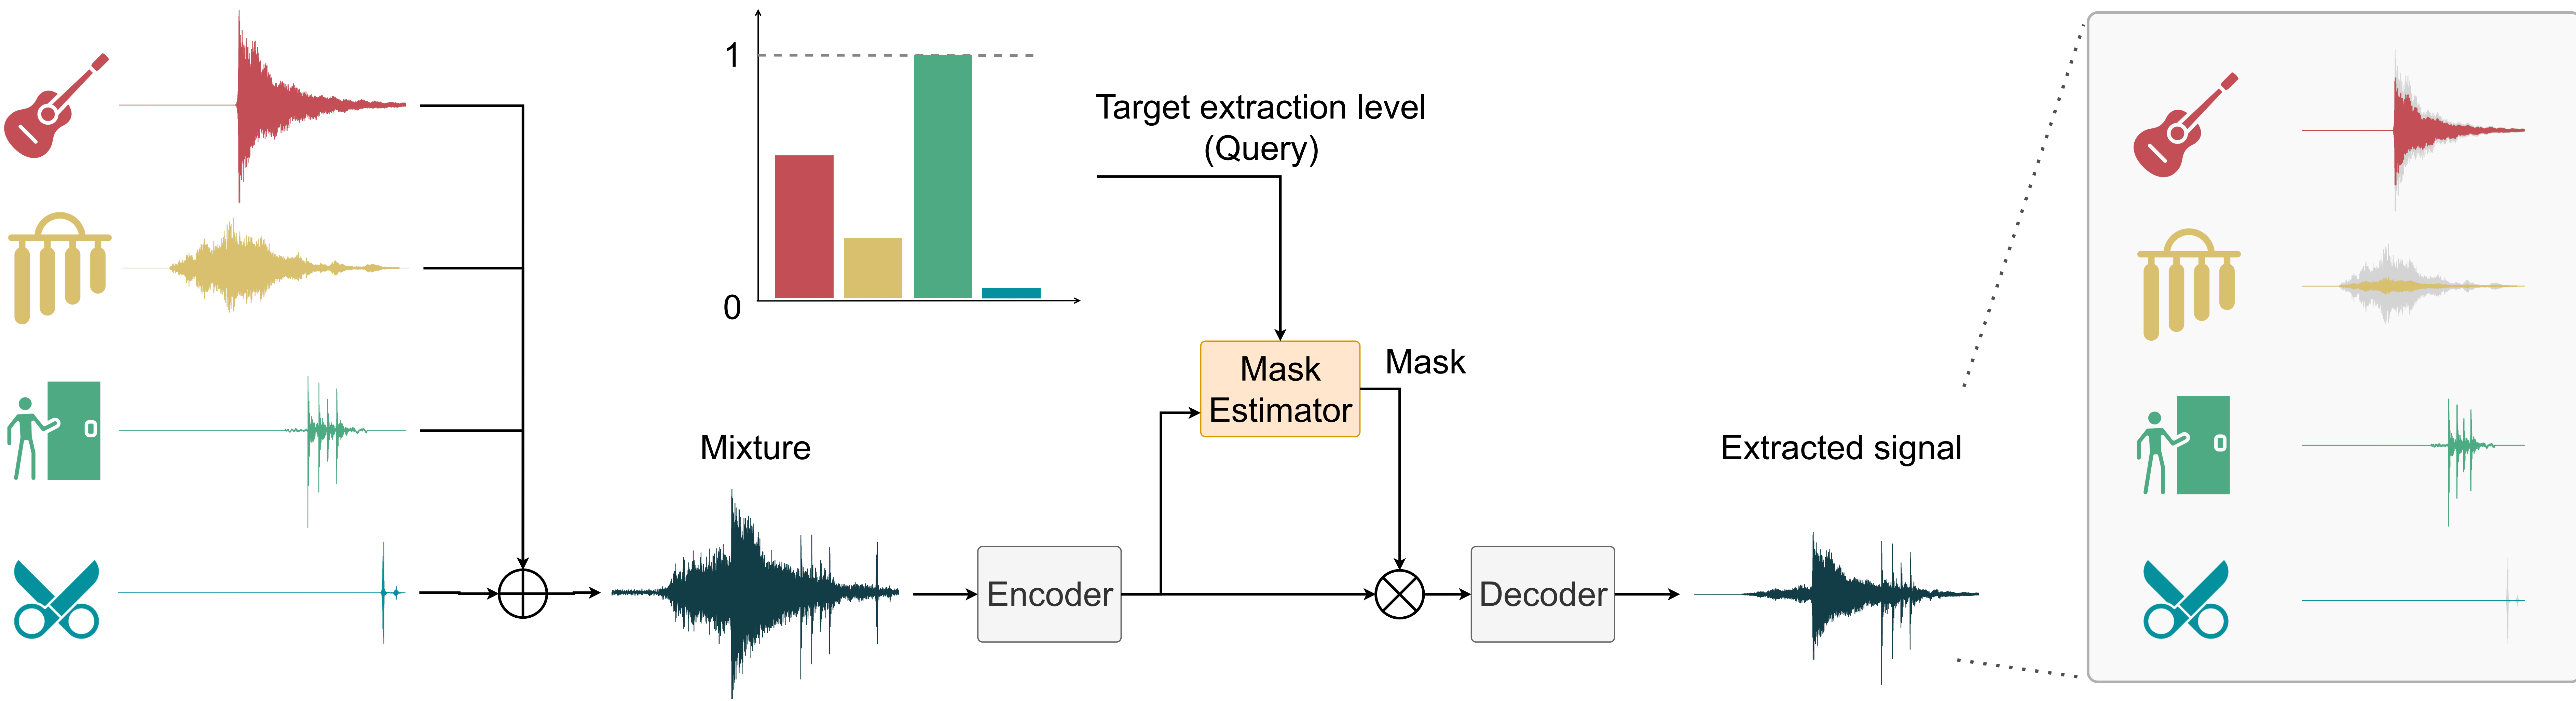 1
0
Target extraction level
(Query)
Mask
Estimator
Mask
Mixture
Extracted signal
Encoder
Decoder